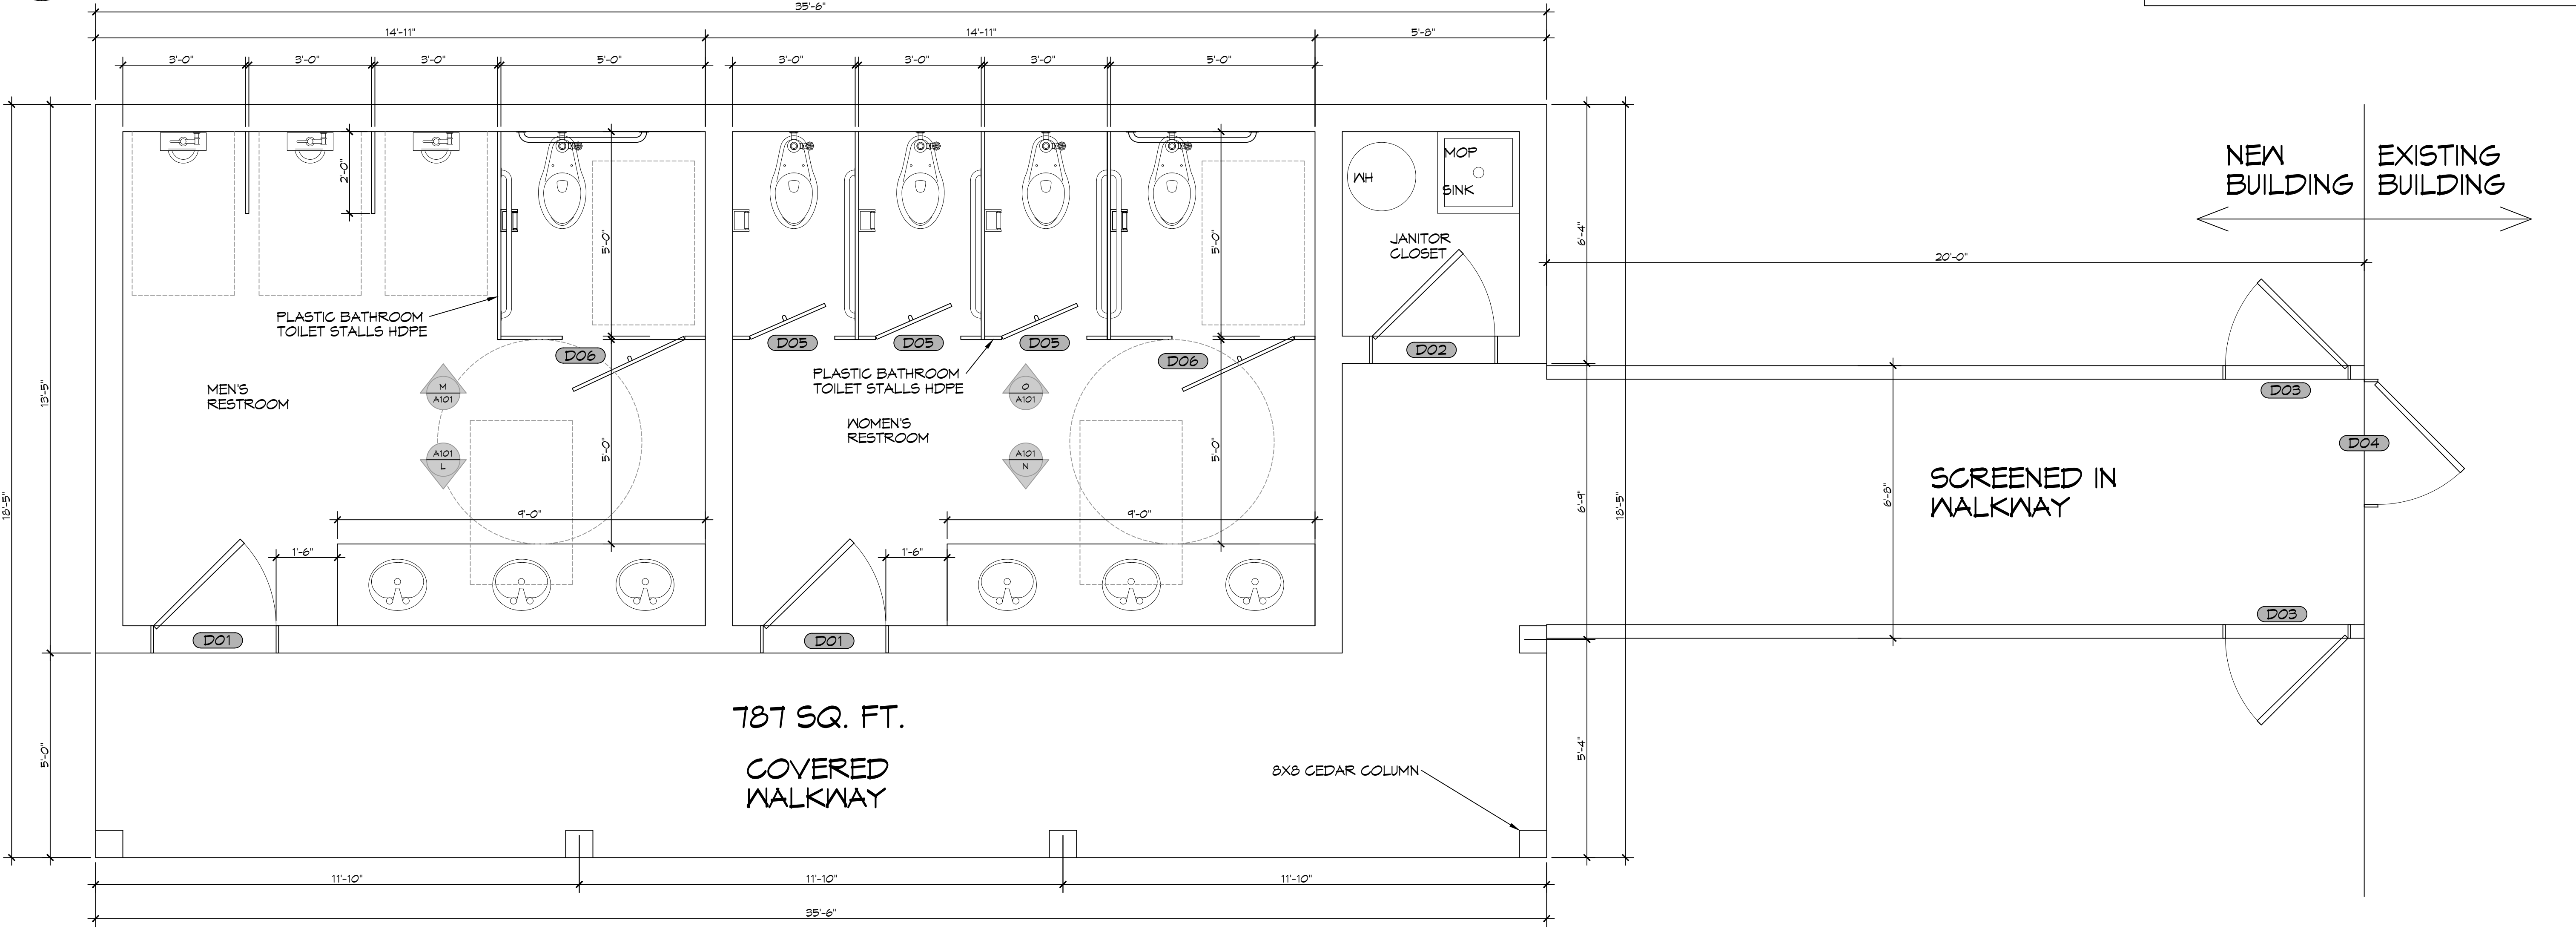 35'-6"
14'-11" 14'-11" 5'-8"
3'-0" 3'-0" 3'-0" 5'-0" 3'-0" 3'-0" 3'-0" 5'-0"
2'-0"
NEW
BUILDING
EXISTING
BUILDING
WH
MOP
SINK
JANITOR
CLOSET
5'-0"
5'-0"
6'-4"
20'-0"
PLASTIC BATHROOM
TOILET STALLS HDPE
D05 D05 D05
D06
D06
D02
PLASTIC BATHROOM
TOILET STALLS HDPE
MEN'S
RESTROOM
M
A101
O
A101
WOMEN'S
RESTROOM
A101
L
A101
N
5'-0"
5'-0"
13'-5"
18'-5"
D03
D04
SCREENED IN
WALKWAY
6'-9"
18'-5"
6'-8"
9'-0"
9'-0"
1'-6"
1'-6"
D03
D01
D01
787 SQ. FT.
COVERED
WALKWAY
5'-0"
5'-4"
8X8 CEDAR COLUMN
11'-10" 11'-10" 11'-10"
35'-6"